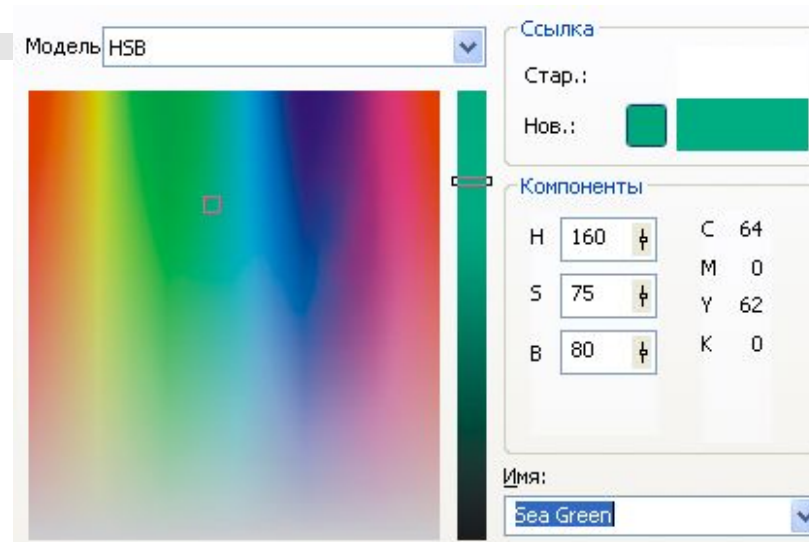 Модель HSB
Ссылка
Стар.:
Нов.:
Компоненты
H 160 C 64
M 0
S 75 Y 62
B 80 K 0
Имя:
Sea Green